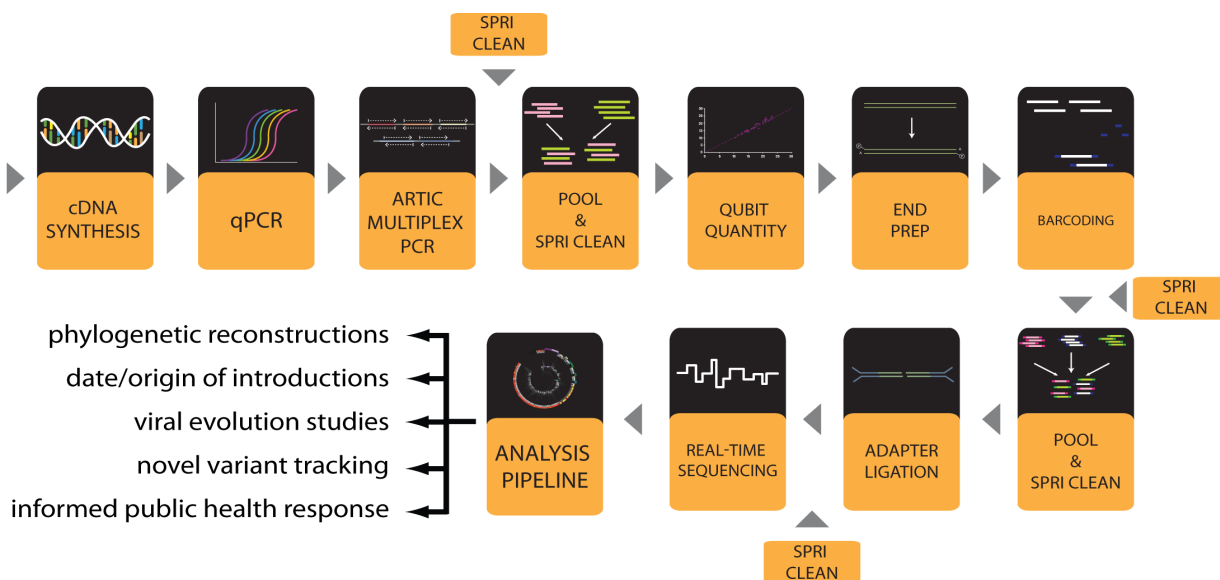 SPRI
CLEAN
cDNA
SYNTHESIS
qPCR
ARTIC
MULTIPLEX
PCR
POOL
&
SPRI CLEAN
QUBIT
QUANTITY
END
PREP
BARCODING
SPRI
CLEAN
POOL
&
SPRI CLEAN
ADAPTER
LIGATION
SPRI
CLEAN
REAL-TIME
SEQUENCING
ANALYSIS
PIPELINE
phylogenetic reconstructions
date/origin of introductions
viral evolution studies
novel variant tracking
informed public health response